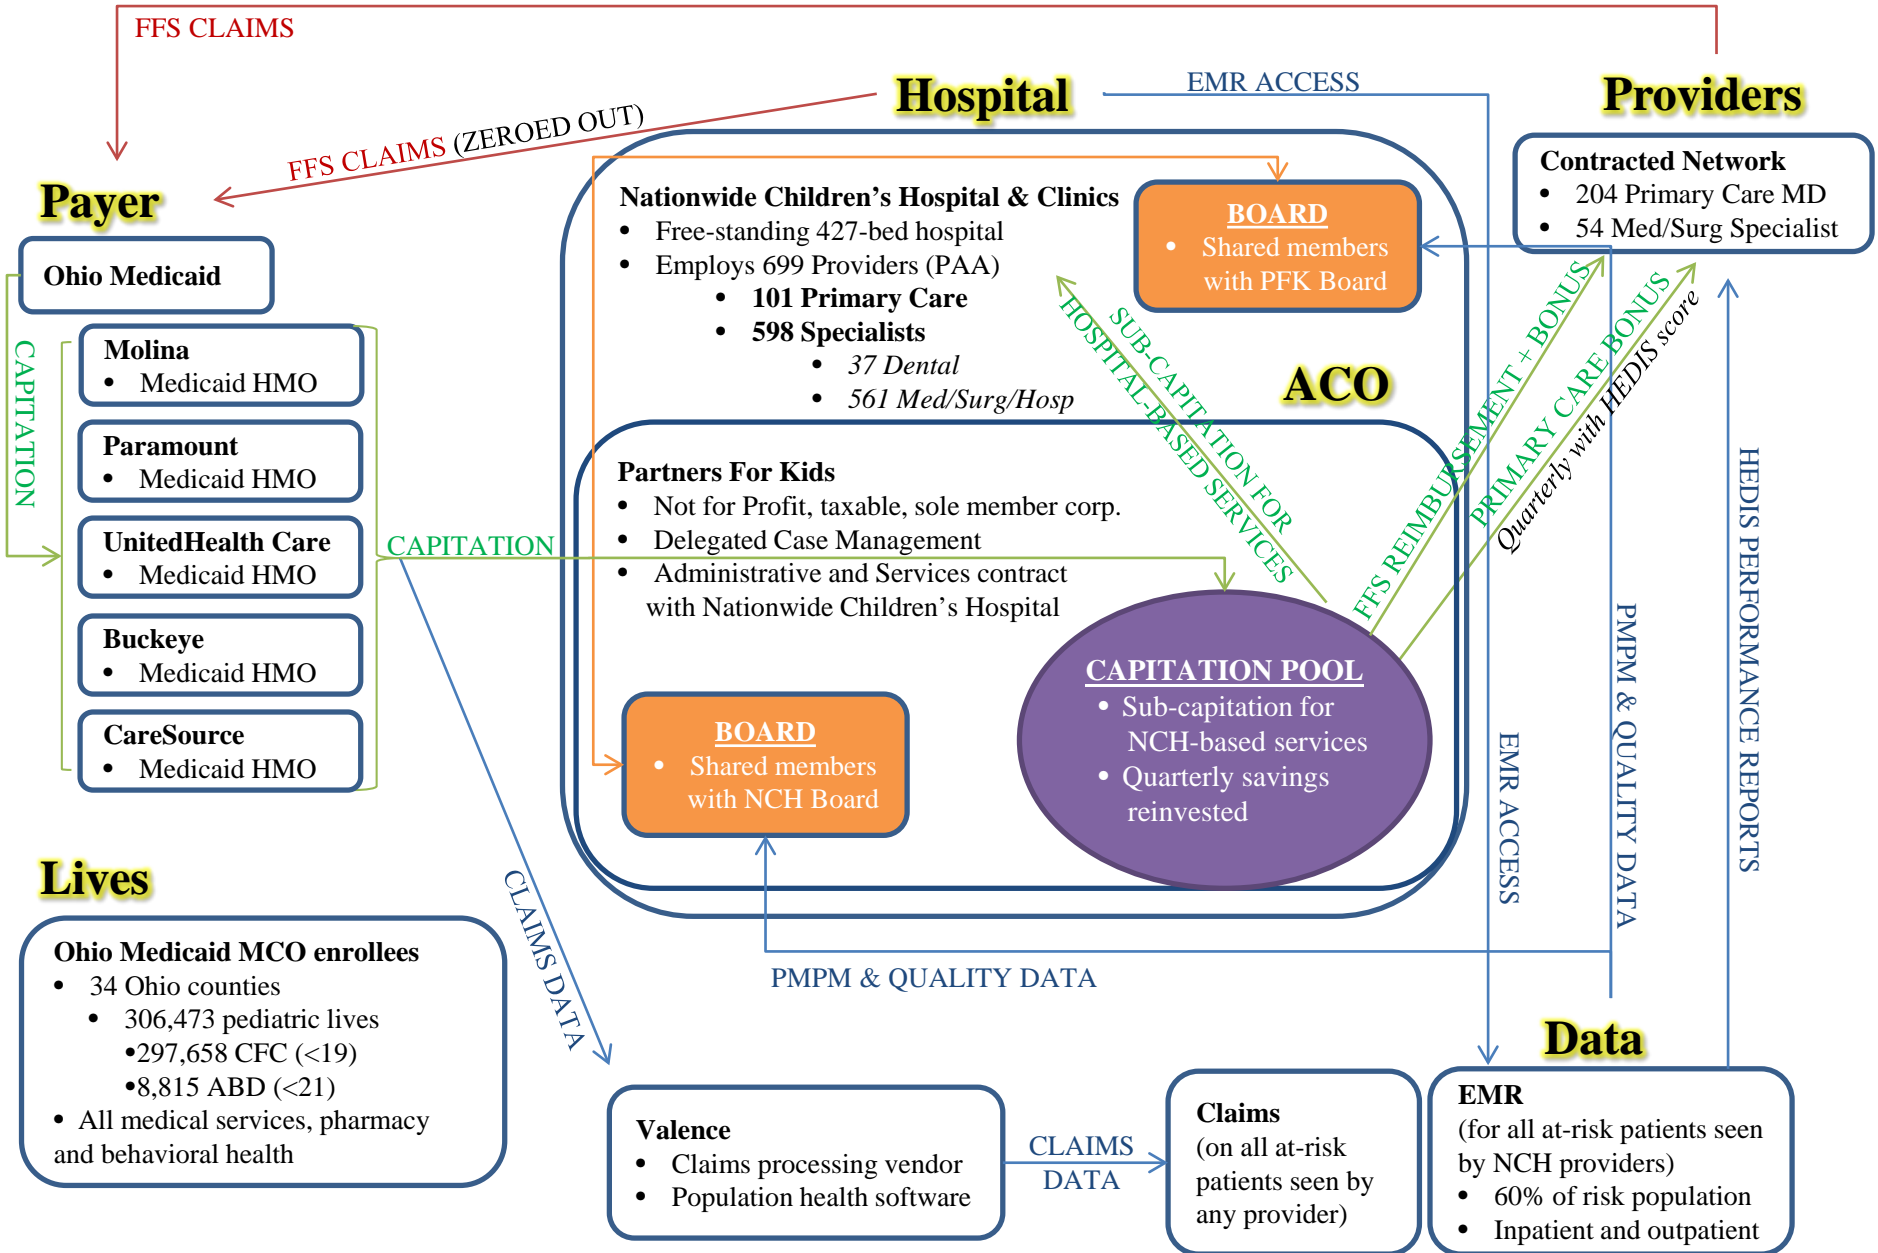 FFS CLAIMS
Hospital
EMR ACCESS
Providers
FFS CLAIMS (ZEROED OUT)
Payer
Ohio Medicaid
CAPITATION
Molina
• Medicaid HMO
Paramount
• Medicaid HMO
UnitedHealth Care
• Medicaid HMO
Buckeye
• Medicaid HMO
CareSource
• Medicaid HMO
CAPITATION
Nationwide Children's Hospital & Clinics
• Free-standing 427-bed hospital
• Employs 699 Providers (PAA)
• 101 Primary Care
• 598 Specialists
• 37 Dental
• 561 Med/Surg/Hosp
BOARD
• Shared members
with PFK Board
ACO
SUB-CAPITATION FOR
HOSPITAL-BASED SERVICES
Partners For Kids
• Not for Profit, taxable, sole member corp.
• Delegated Case Management
• Administrative and Services contract
with Nationwide Children's Hospital
BOARD
• Shared members
with NCH Board
CAPITATION POOL
• Sub-capitation for
NCH-based services
• Quarterly savings
reinvested
Contracted Network
• 204 Primary Care MD
• 54 Med/Surg Specialist
FFS REIMBURSEMENT + BONUS
PRIMARY CARE BONUS
Quarterly with HEDIS score
HEDIS PERFORMANCE REPORTS
PMPM & QUALITY DATA
EMR ACCESS
Lives
Ohio Medicaid MCO enrollees
• 34 Ohio counties
• 306,473 pediatric lives
•297,658 CFC (<19)
•8,815 ABD (<21)
• All medical services, pharmacy
and behavioral health
CLAIMS DATA
PMPM & QUALITY DATA
Valence
• Claims processing vendor
• Population health software
CLAIMS
DATA
Claims
(on all at-risk
patients seen by
any provider)
Data
EMR
(for all at-risk patients seen
by NCH providers)
• 60% of risk population
• Inpatient and outpatient